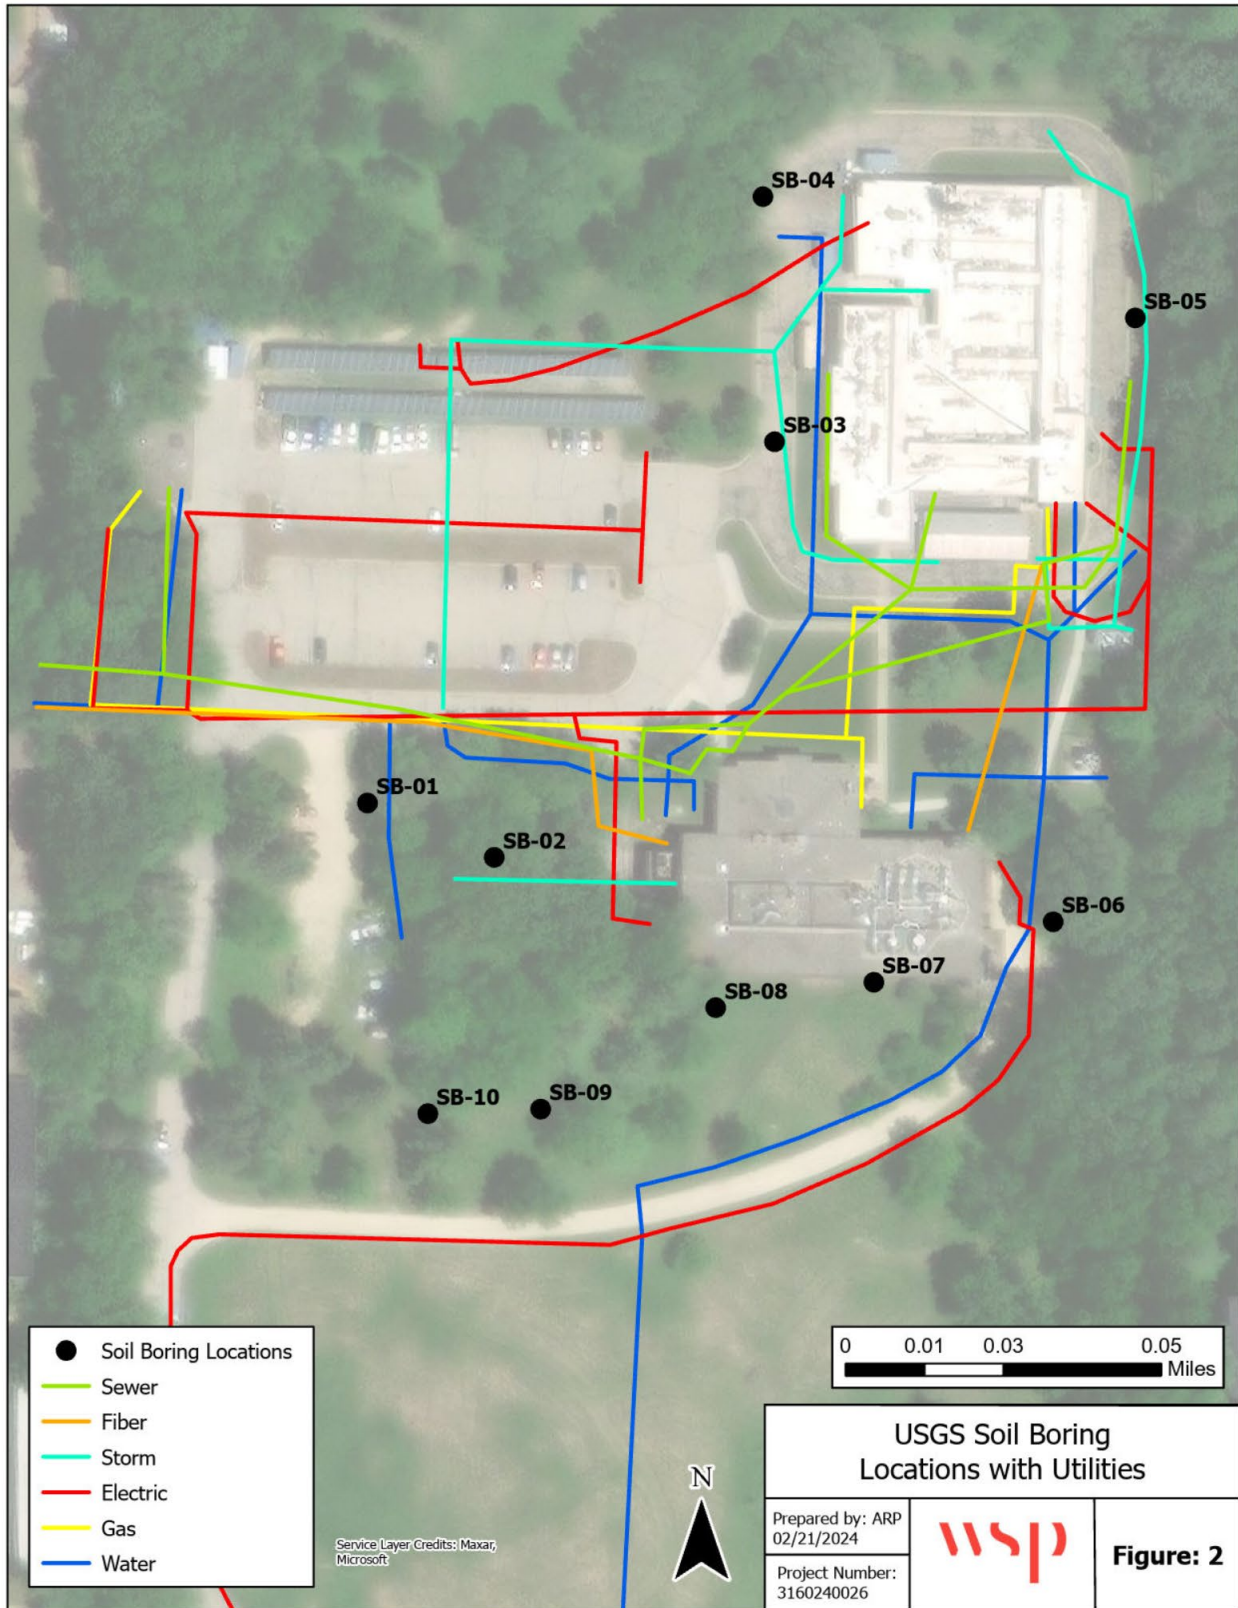 SB-04
SB-05
SB-03
SB-01
SB-02
SB-06
SB-07
SB-08
SB-09
SB-10
Soil Boring Locations
Sewer
Fiber
Storm
Electric
Gas
Water
Service Layer Credits: Maxar,
Microsoft
N
0 0.01 0.03 0.05
Miles
USGS Soil Boring
Locations with Utilities
Prepared by: ARP
02/21/2024
Project Number:
3160240026
wsp
Figure: 2